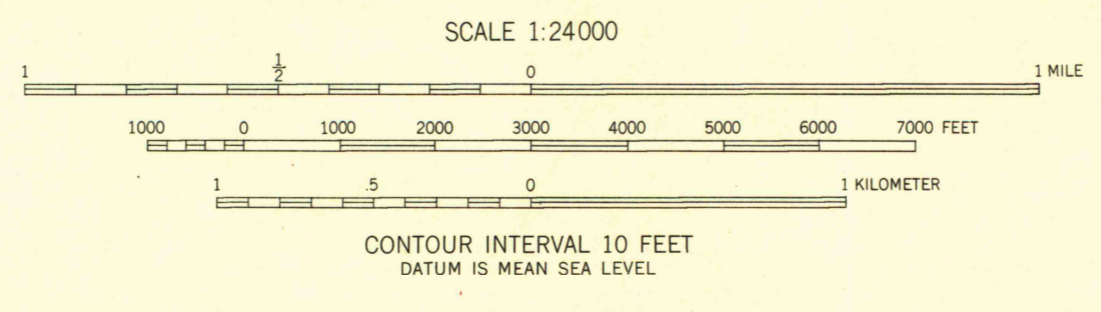 SCALE 1:24000
1 1/2 0 1 MILE
1000 0 1000 2000 3000 4000 5000 6000 7000 FEET
1 .5 0 1 KILOMETER
CONTOUR INTERVAL 10 FEET
DATUM IS MEAN SEA LEVEL